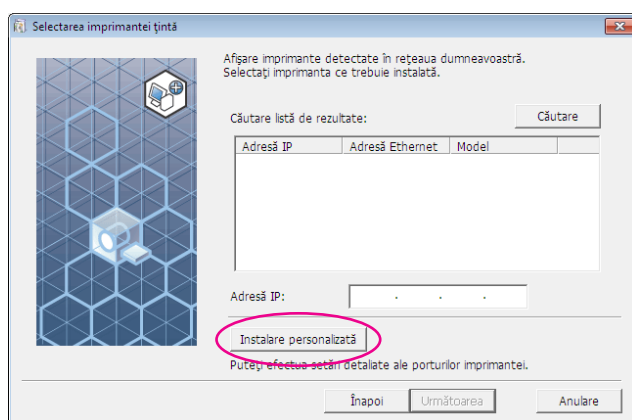 Selectarea imprimantei ţintă
Afişare imprimante detectate în reţeaua dumneavoastră.
Selectaţi imprimanta ce trebuie instalată.
Căutare listă de rezultate:
Căutare
Adresă IP Adresă Ethernet Model
Adresă IP:
Instalare personalizată
Puteţi efectua setări detaliate ale porturilor imprimantei.
Înapoi Următoarea Anulare